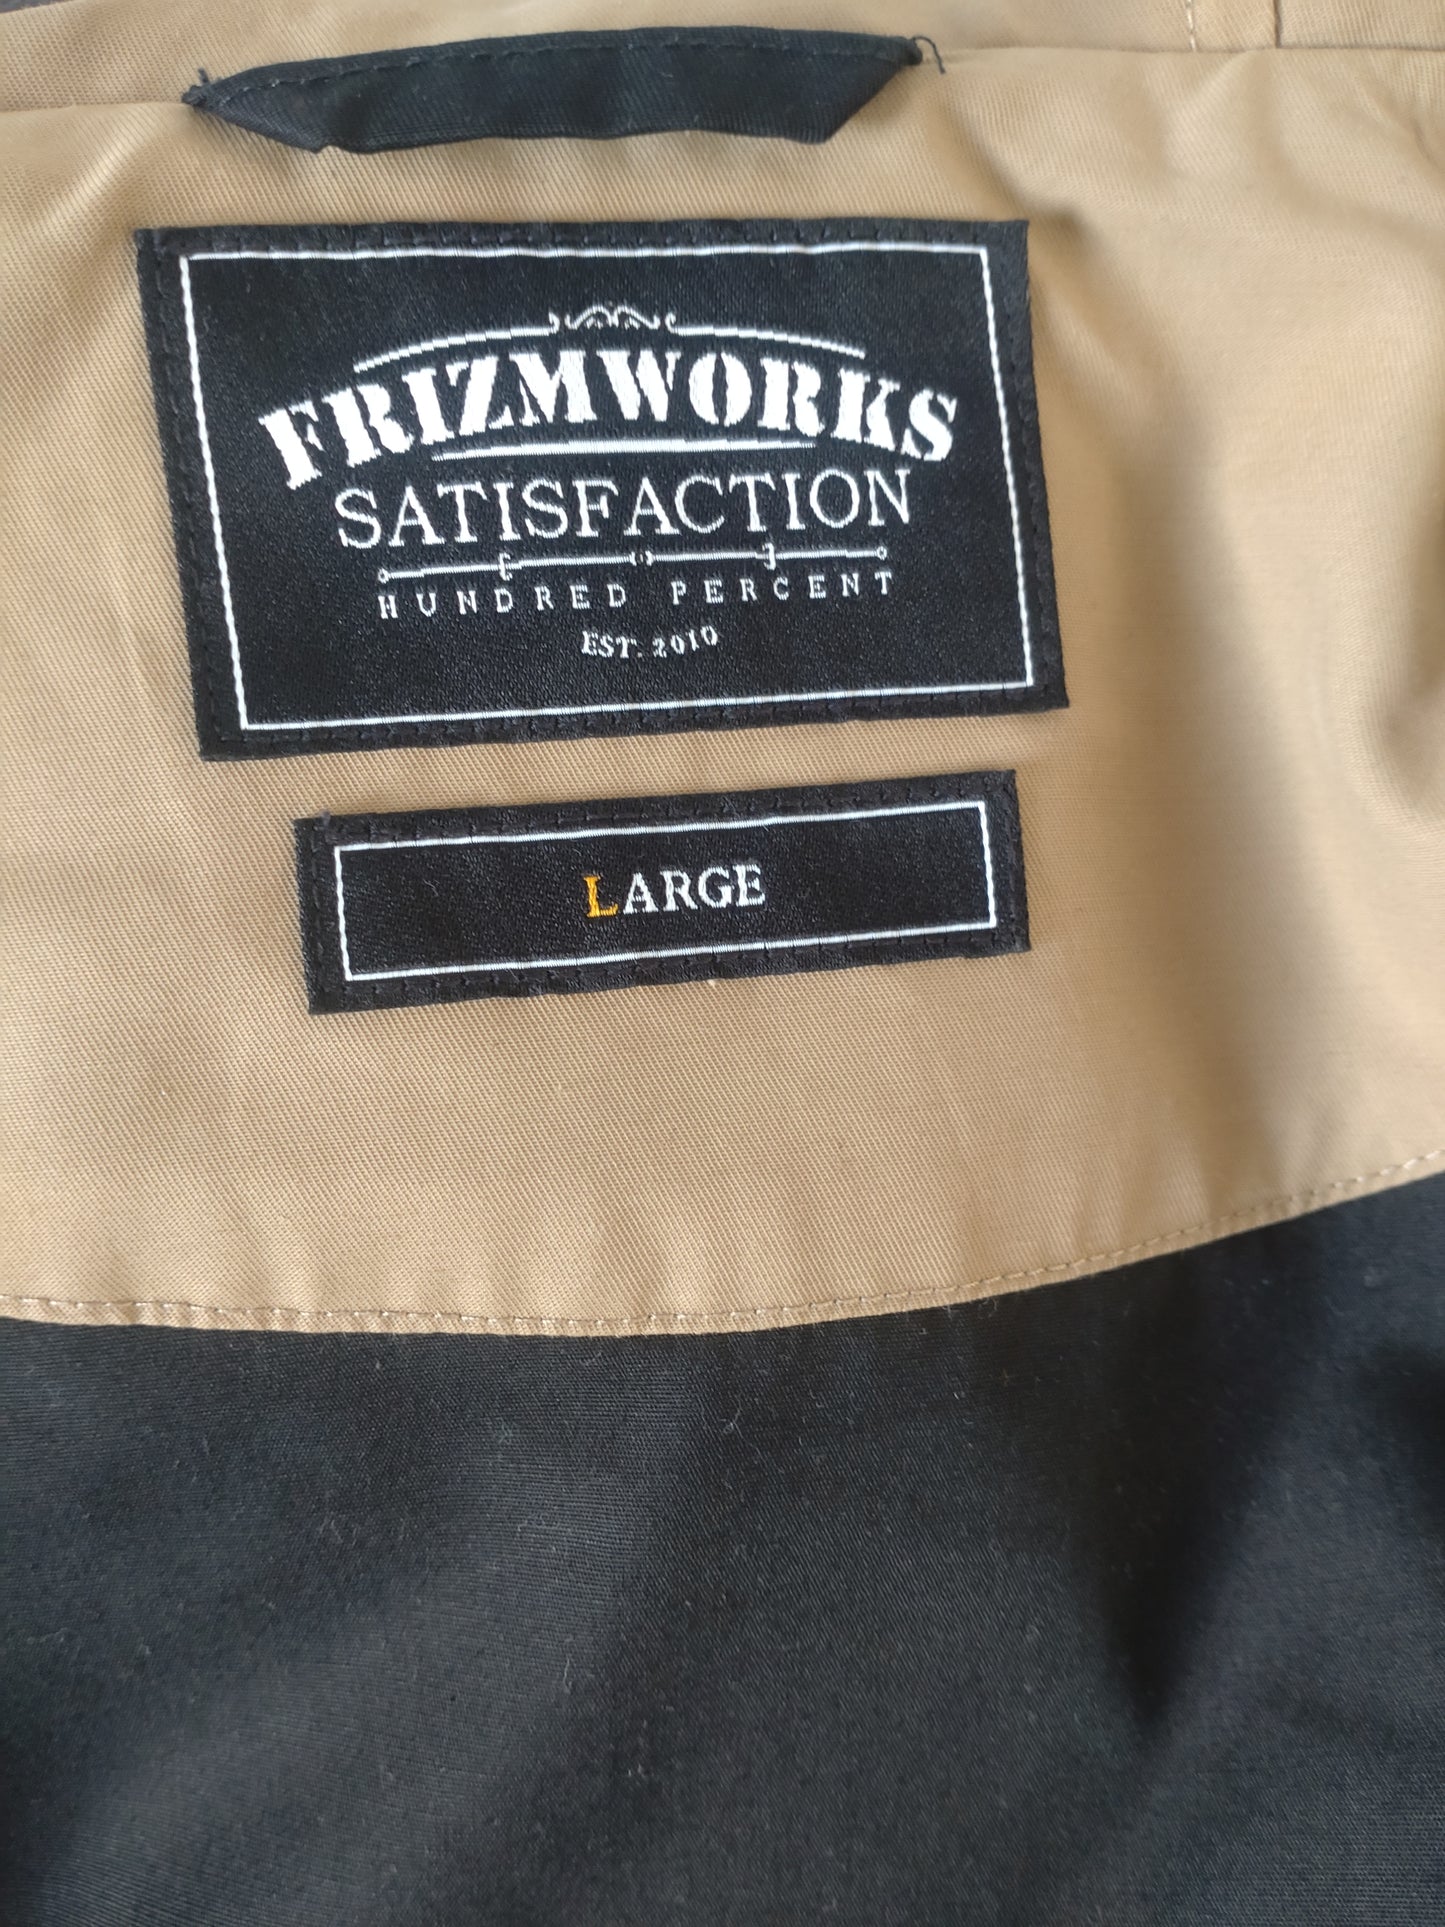 FRIZMWORKS
SATISFACTION
HUNDRED PERCENT
EST. 2010
LARGE